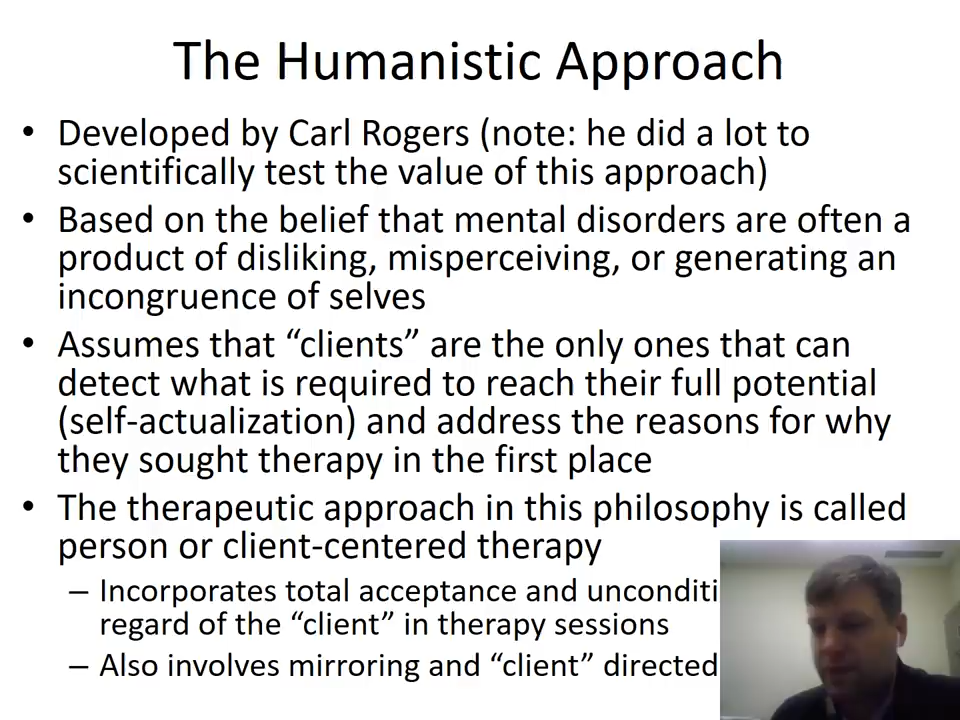 The Humanistic Approach
• Developed by Carl Rogers (note: he did a lot to
scientifically test the value of this approach)
• Based on the belief that mental disorders are often a
product of disliking, misperceiving, or generating an
incongruence of selves
• Assumes that “clients” are the only ones that can
detect what is required to reach their full potential
(self-actualization) and address the reasons for why
they sought therapy in the first place
• The therapeutic approach in this philosophy is called
person or client-centered therapy
– Incorporates total acceptance and unconditi
regard of the “client” in therapy sessions
– Also involves mirroring and “client” directed